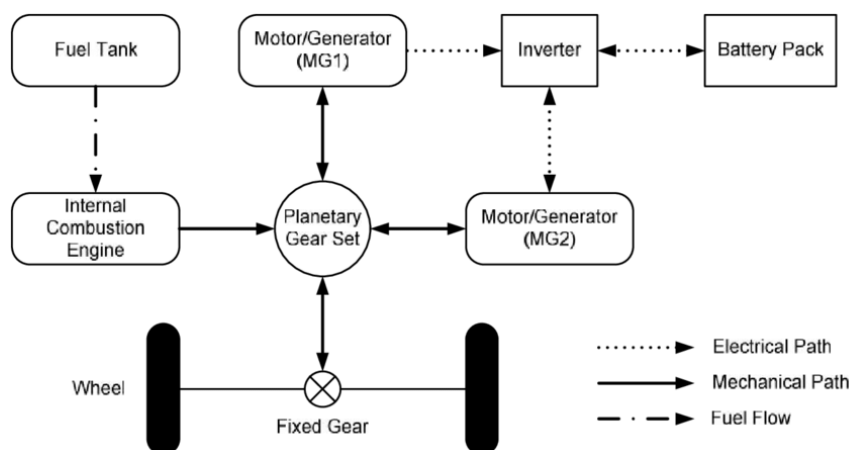 Fuel Tank
Motor/Generator
(MG1)
Inverter
Battery Pack
Internal
Combustion
Engine
Planetary
Gear Set
Motor/Generator
(MG2)
Wheel
Fixed Gear
Electrical Path
Mechanical Path
Fuel Flow